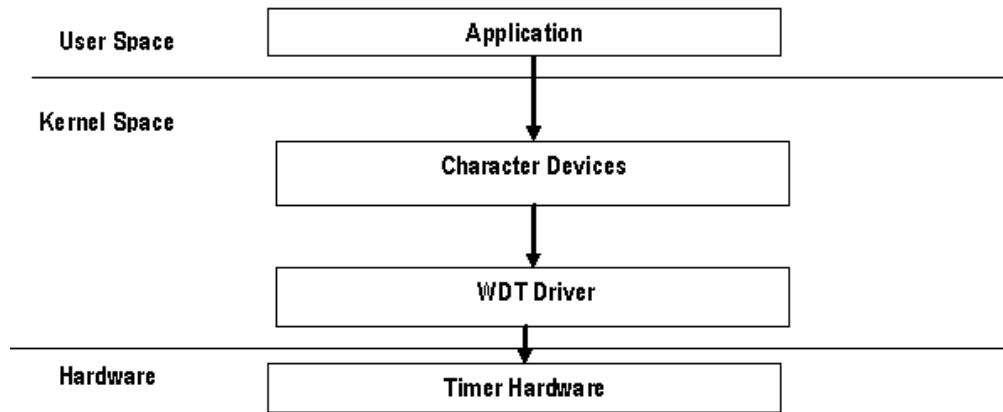 User Space
Application
Kernel Space
Character Devices
WDT Driver
Hardware
Timer Hardware